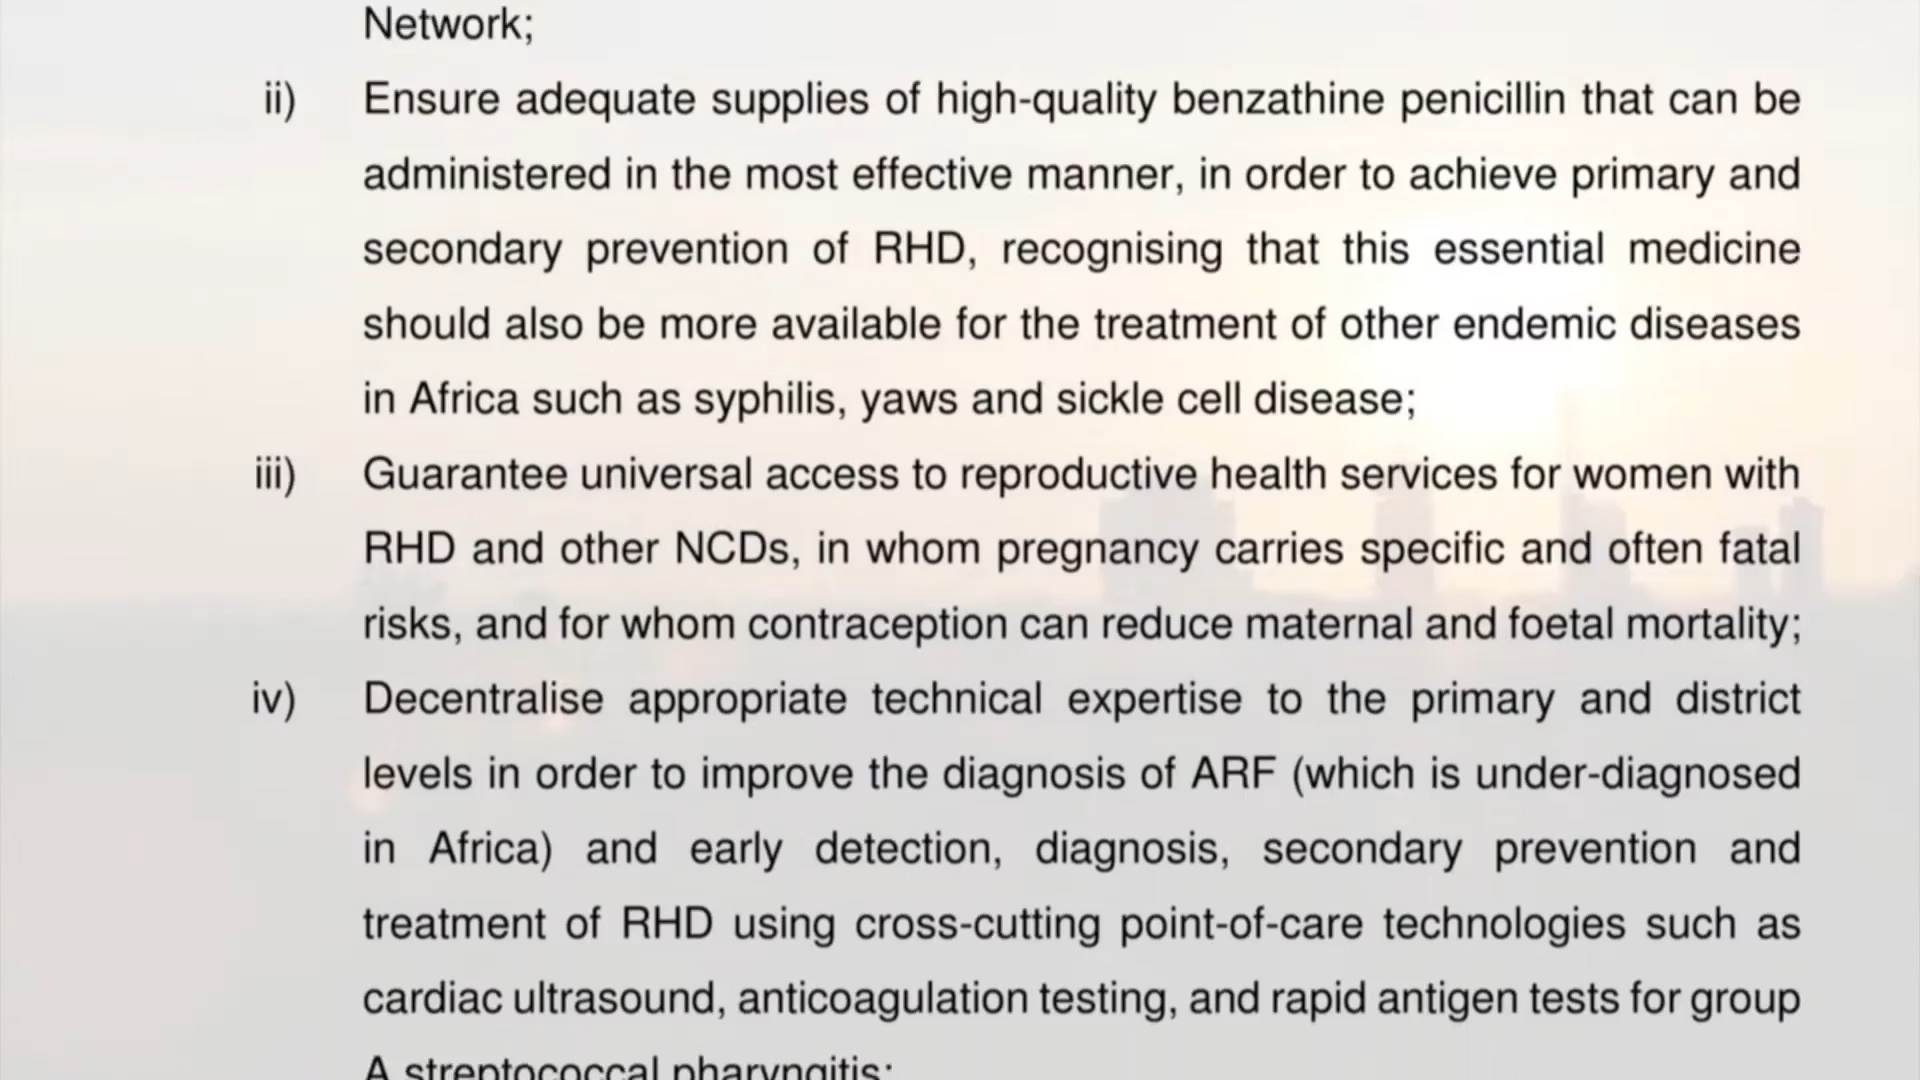 Network;
ii) Ensure adequate supplies of high-quality benzathine penicillin that can be
administered in the most effective manner, in order to achieve primary and
secondary prevention of RHD, recognising that this essential medicine
should also be more available for the treatment of other endemic diseases
in Africa such as syphilis, yaws and sickle cell disease;
iii) Guarantee universal access to reproductive health services for women with
RHD and other NCDs, in whom pregnancy carries specific and often fatal
risks, and for whom contraception can reduce maternal and foetal mortality;
iv) Decentralise appropriate technical expertise to the primary and district
levels in order to improve the diagnosis of ARF (which is under-diagnosed
in Africa) and early detection, diagnosis, secondary prevention and
treatment of RHD using cross-cutting point-of-care technologies such as
cardiac ultrasound, anticoagulation testing, and rapid antigen tests for group
A streptococcal pharyngitis;